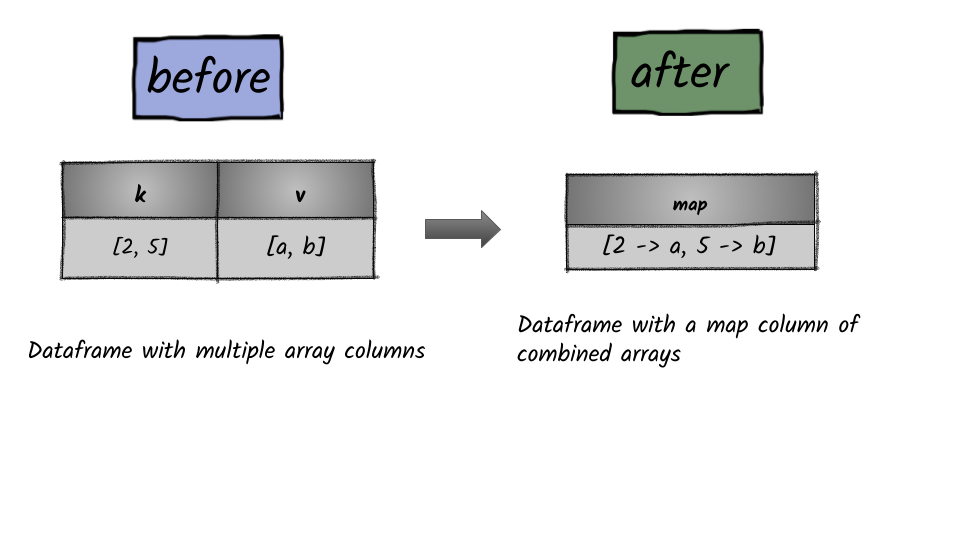 before
after
k
v
[2, 5]
[a, b]
map
[2 -> a, 5 -> b]
Dataframe with multiple array columns
Dataframe with a map column of
combined arrays